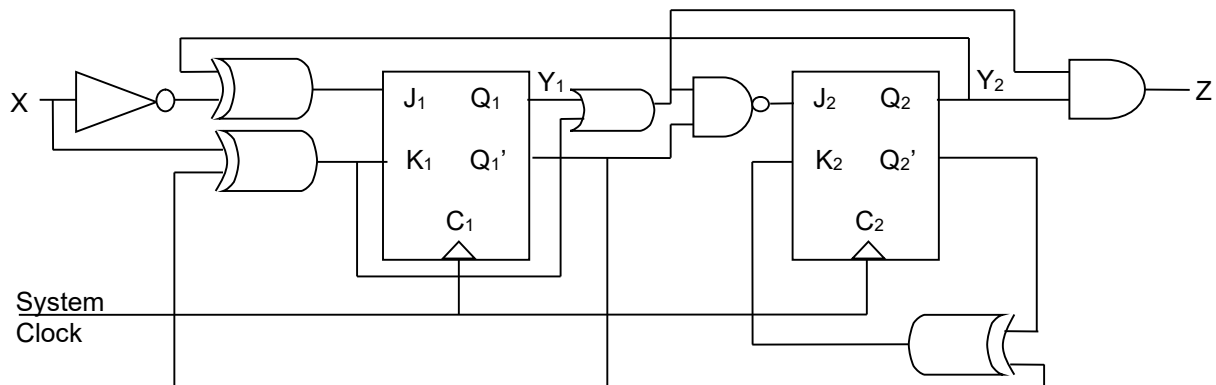 X
J₁ Q₁
Y₁
K₁ Q₁’
C₁
J₂ Q₂
Y₂
K₂ Q₂’
C₂
Z
System
Clock